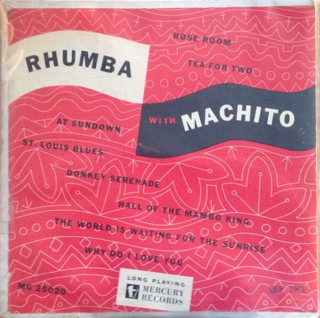 ROSE ROOM
RHUMBA
TEA FOR TWO
WITH MACHITO
AT SUNDOWN
ST. LOUIS BLUES
DONKEY SERENADE
HALL OF THE MAMBO KING
THE WORLD IS WAITING FOR THE SUNRISE
WHY DO I LOVE YOU
LONG PLAYING
MERCURY
RECORDS
MG 25020